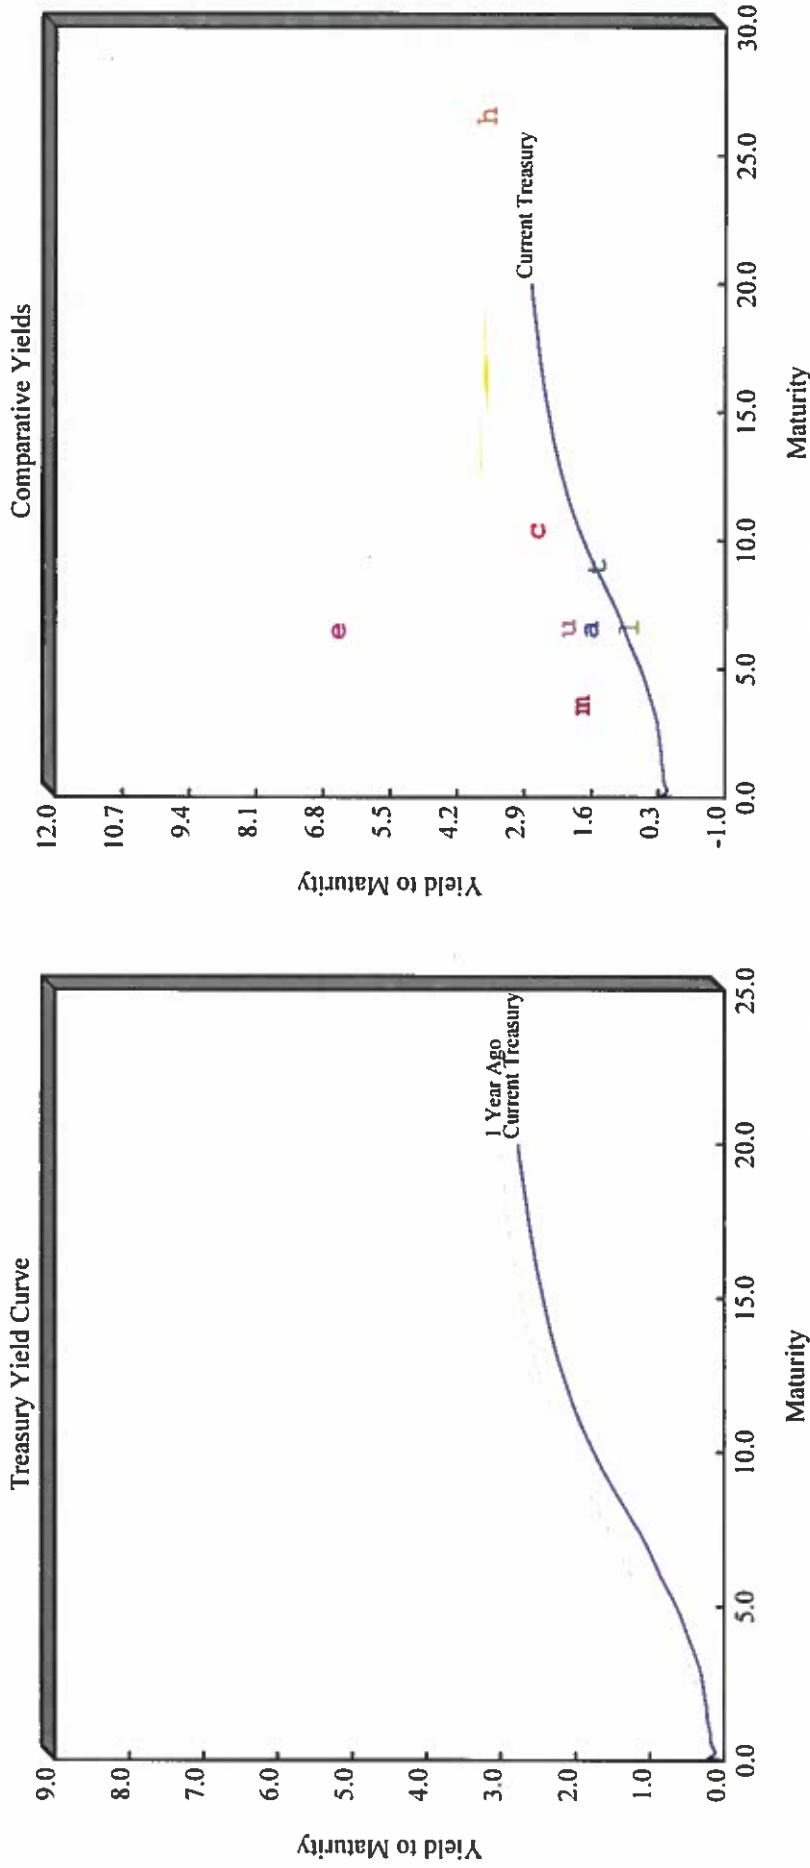 Treasury Yield Curve
Yield to Maturity
9.0
8.0
7.0
6.0
5.0
4.0
3.0
2.0
1.0
0.0
1 Year Ago
Current Treasury
0.0 5.0 10.0 15.0 20.0 25.0
Maturity
Comparative Yields
Yield to Maturity
12.0
10.7
9.4
8.1
6.8
5.5
4.2
2.9
1.6
0.3
-1.0
e
h
Current Treasury
c
u
m
a
t
l
0.0 5.0 10.0 15.0 20.0 25.0 30.0
Maturity